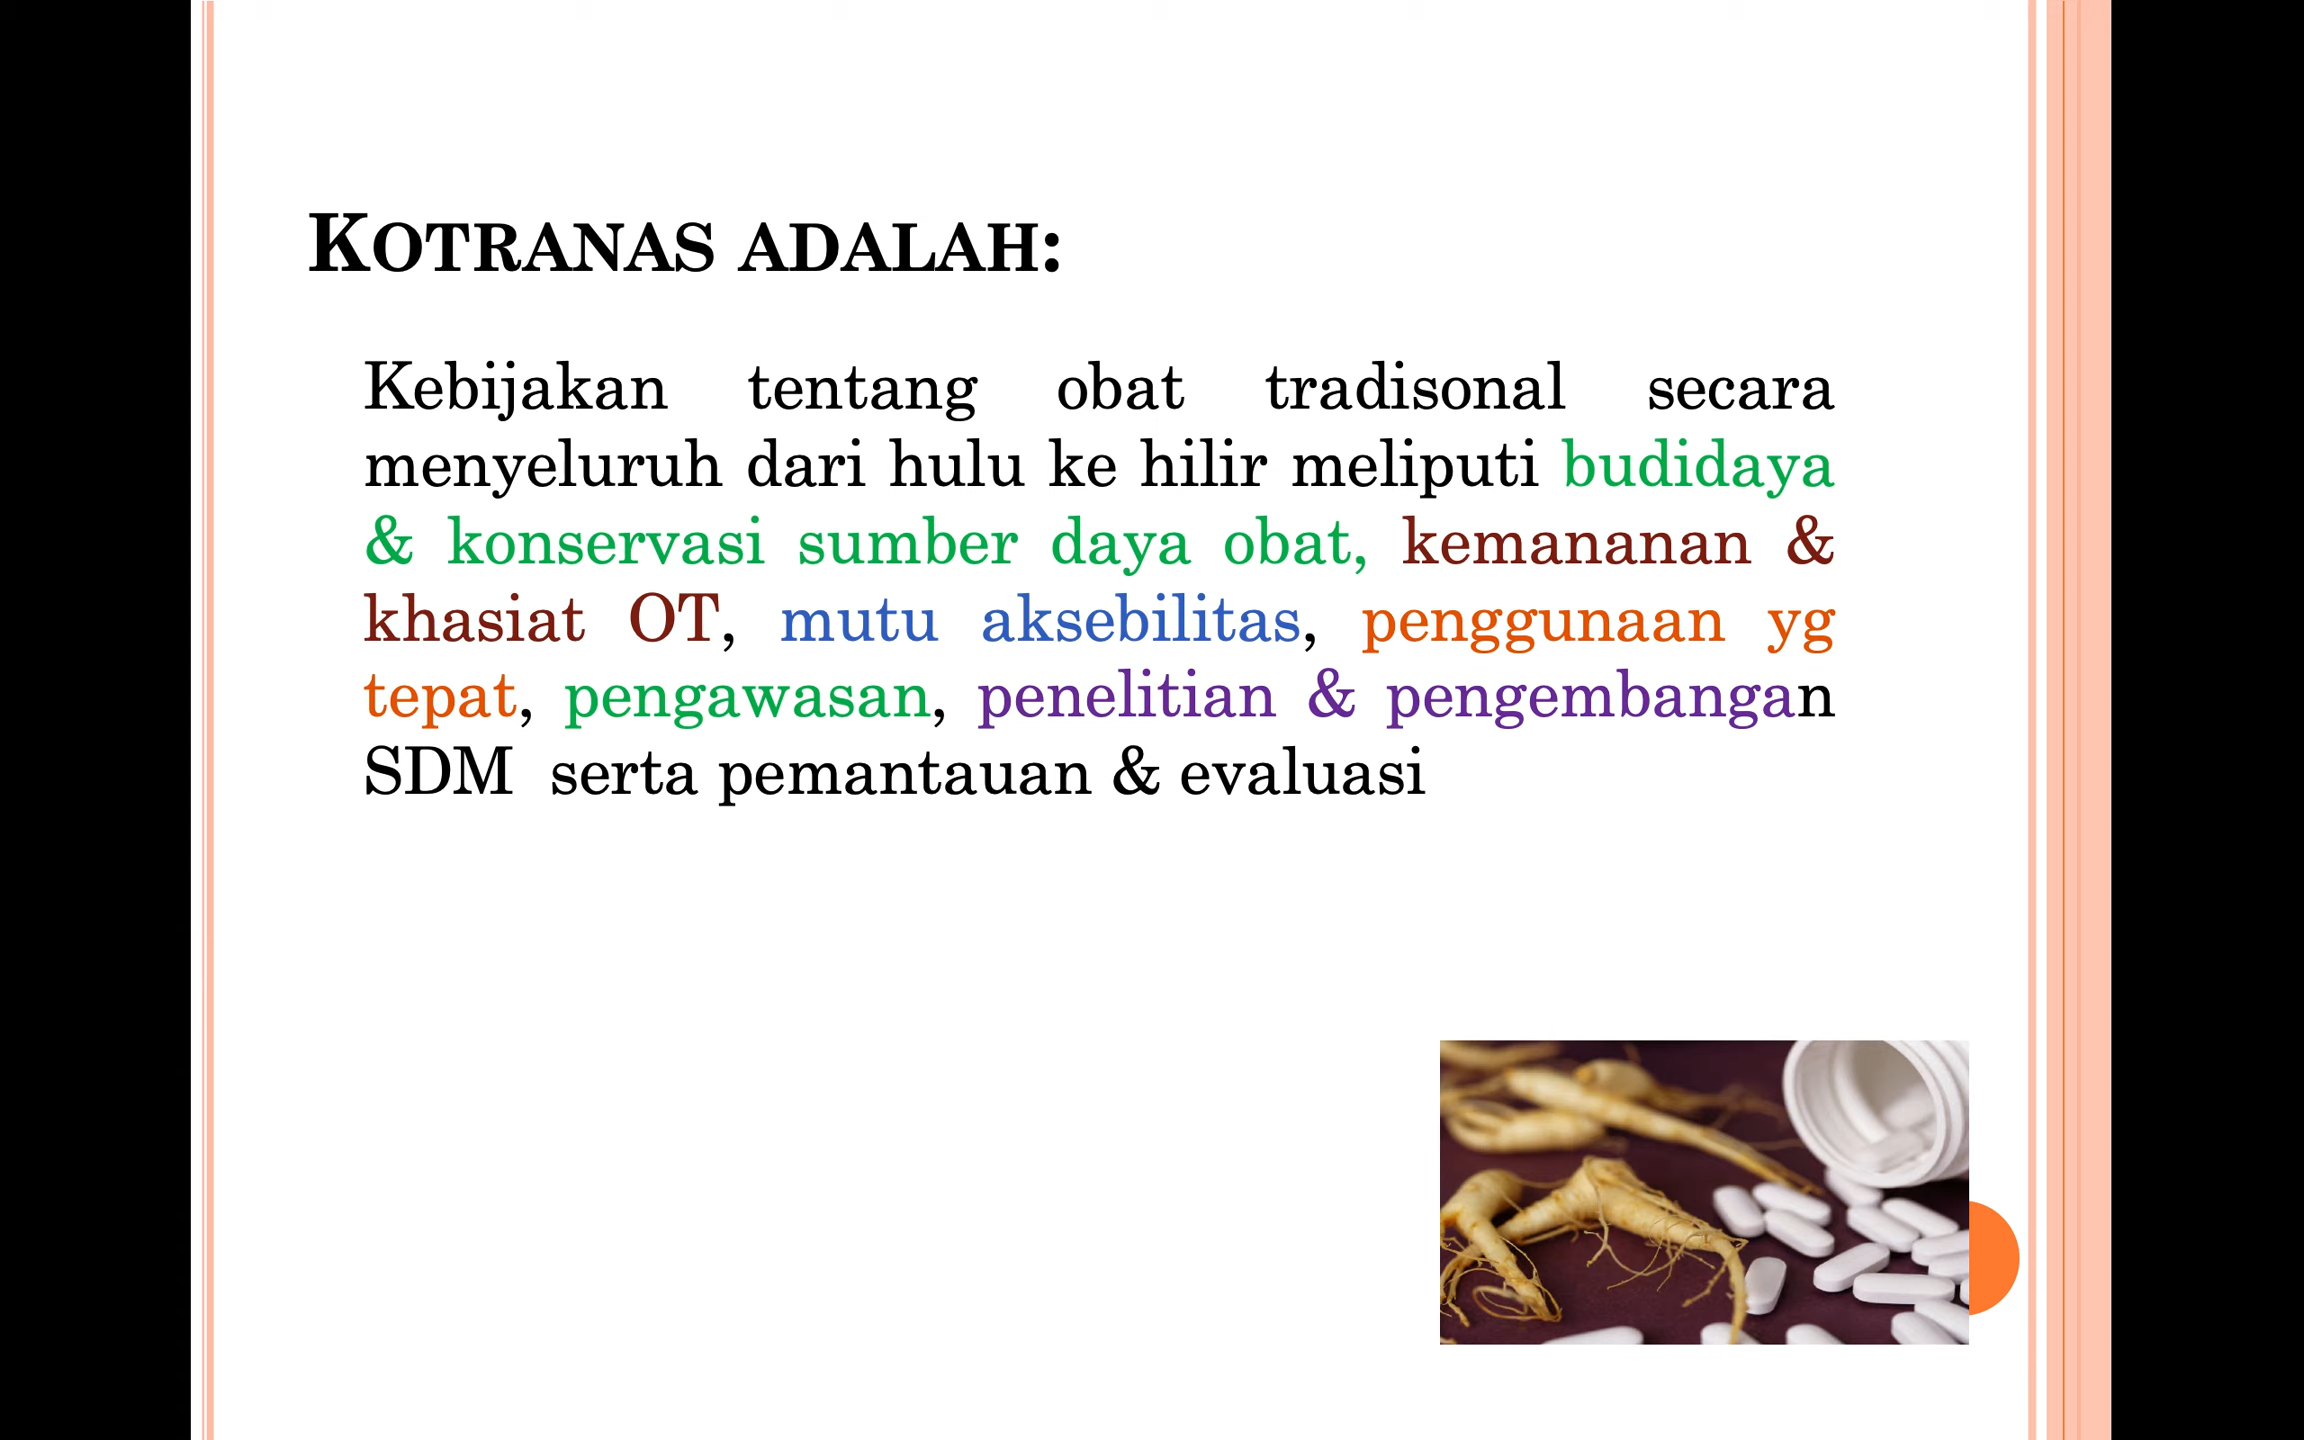 KOTRANAS ADALAH:
Kebijakan tentang obat tradisonal secara
menyeluruh dari hulu ke hilir meliputi budidaya
& konservasi sumber daya obat, kemananan &
khasiat OT, mutu aksebilitas, penggunaan yg
tepat, pengawasan, penelitian & pengembangan
SDM serta pemantauan & evaluasi